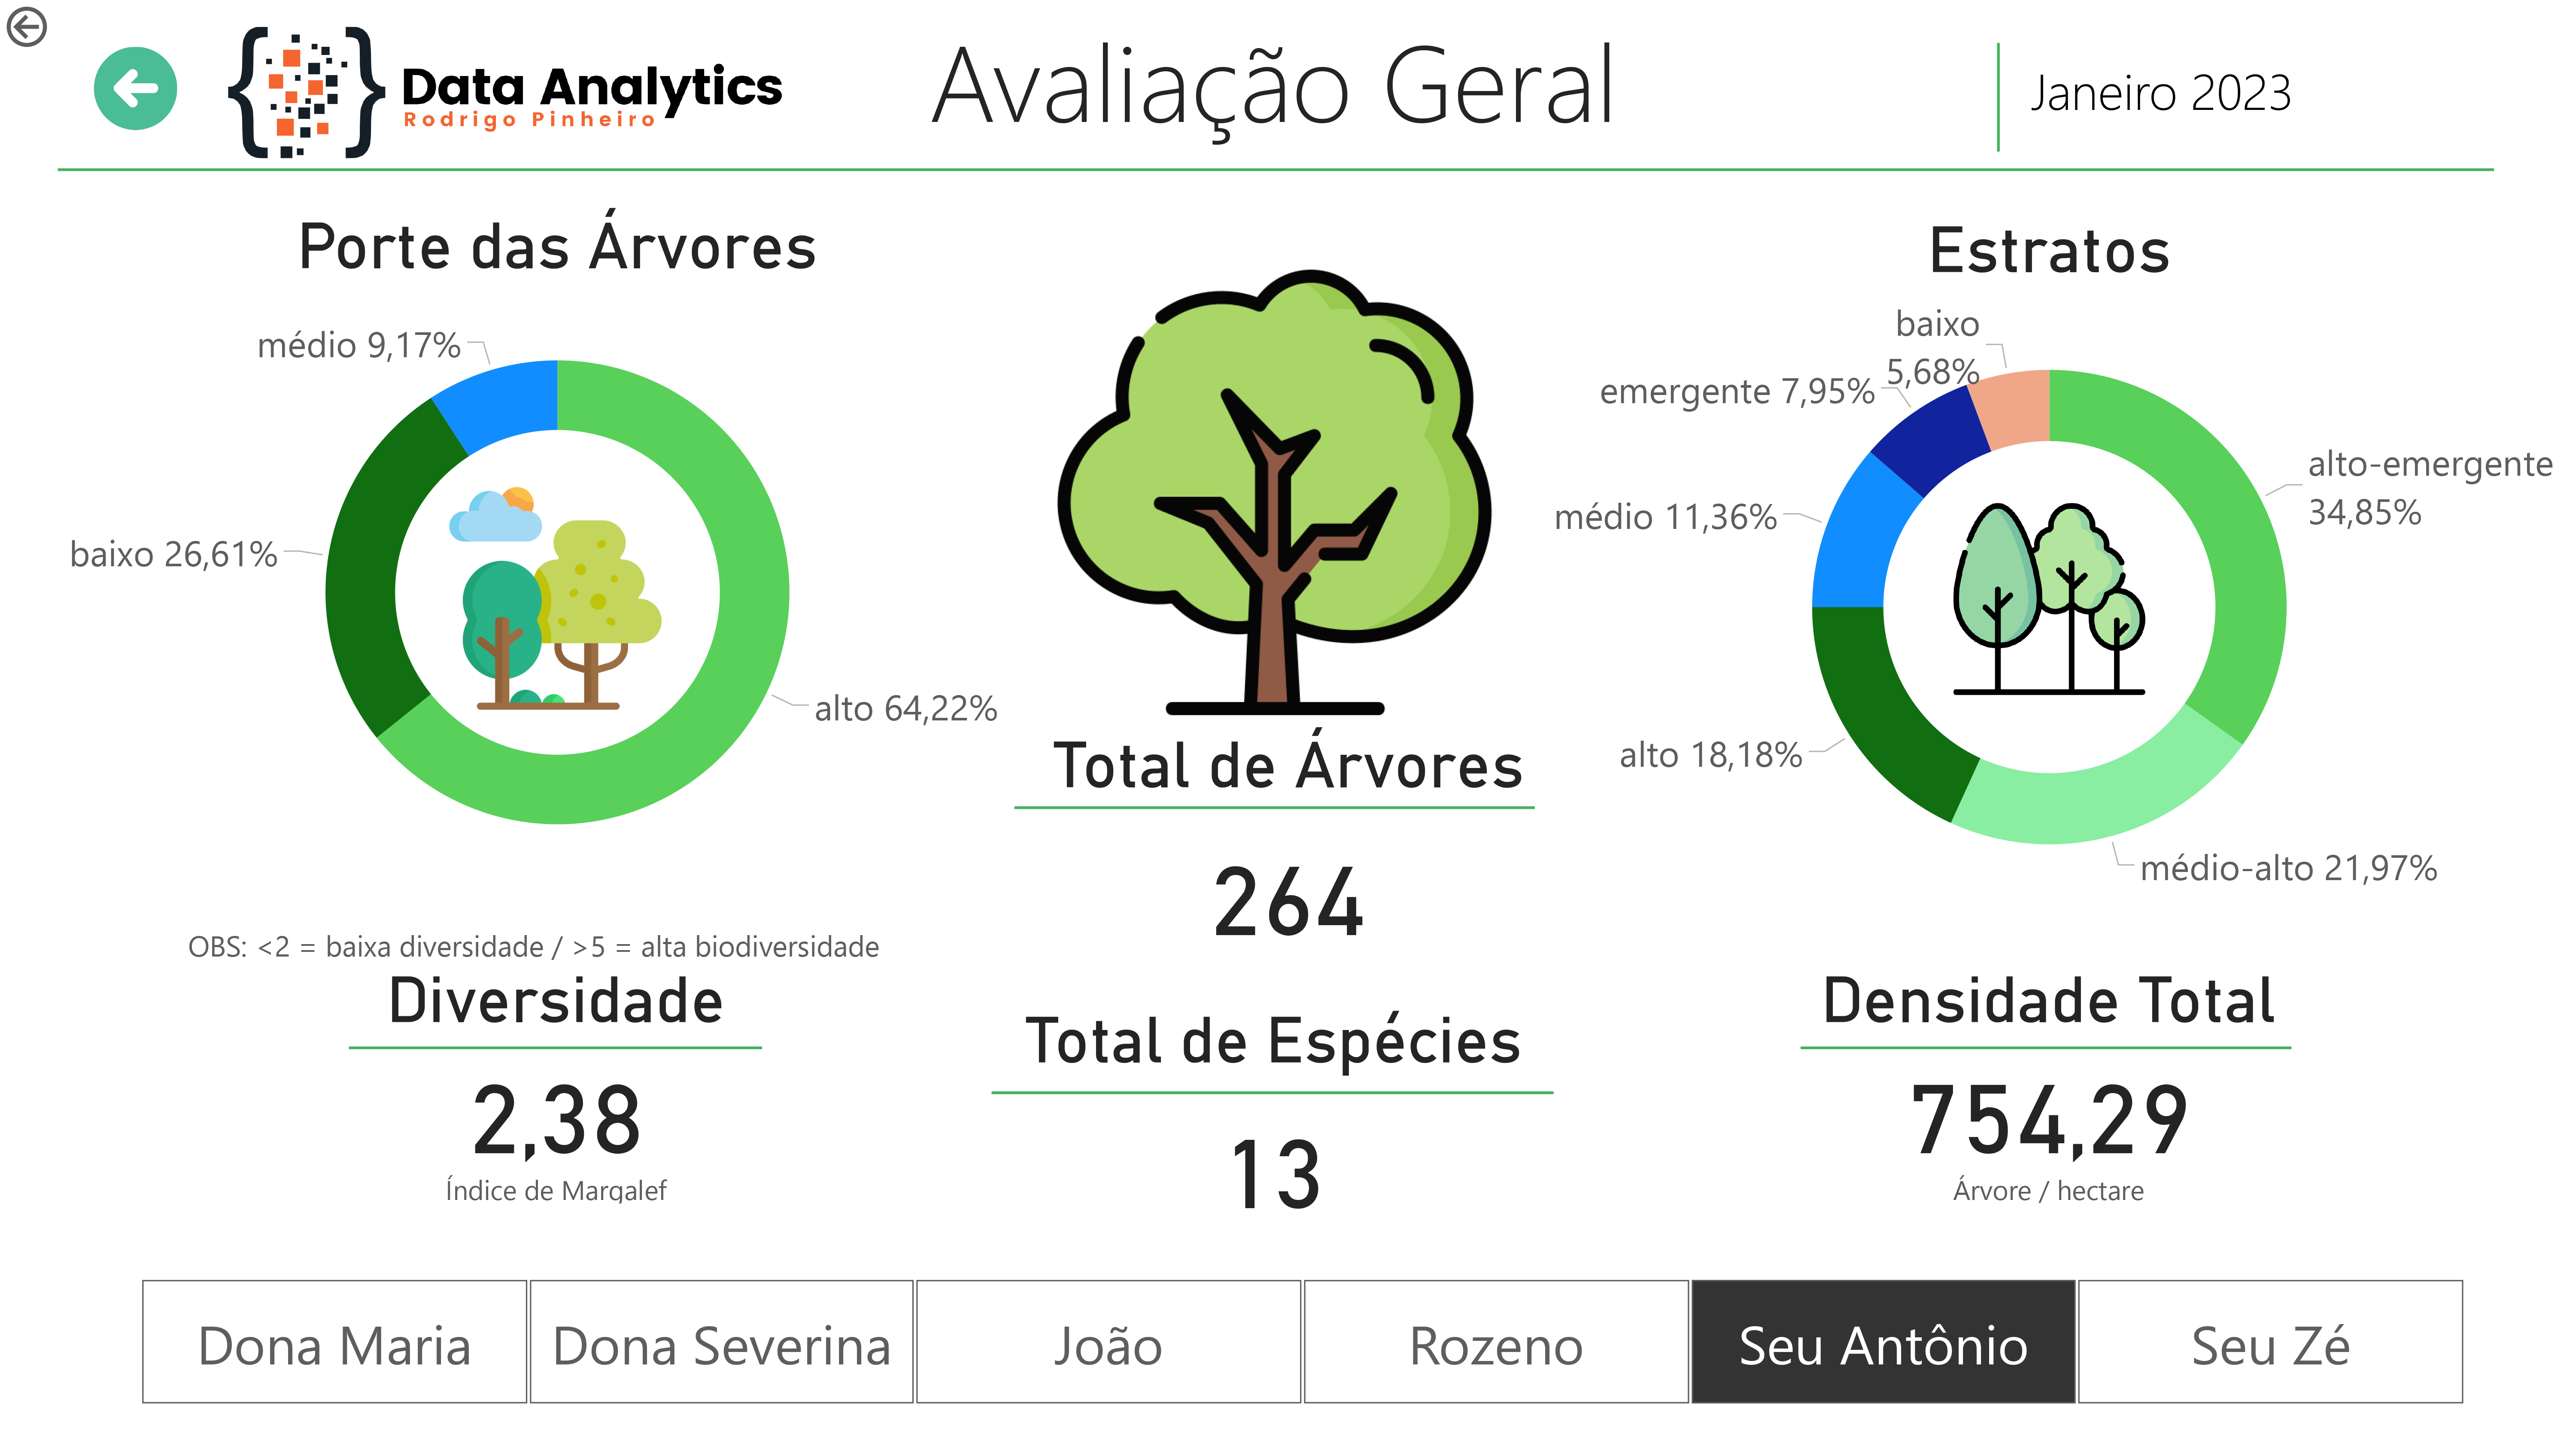 Data Analytics
Rodrigo Pinheiro
Avaliação Geral
Janeiro 2023
Porte das Árvores
médio 9,17%
baixo 26,61%
alto 64,22%
Total de Árvores
264
Total de Espécies
13
Estratos
baixo
5,68%
emergente 7,95%
médio 11,36%
alto 18,18%
alto-emergente
34,85%
médio-alto 21,97%
OBS: <2 = baixa diversidade / >5 = alta biodiversidade
Diversidade
2,38
Índice de Margalef
Densidade Total
754,29
Árvore / hectare
Dona Maria
Dona Severina
João
Rozeno
Seu Antônio
Seu Zé